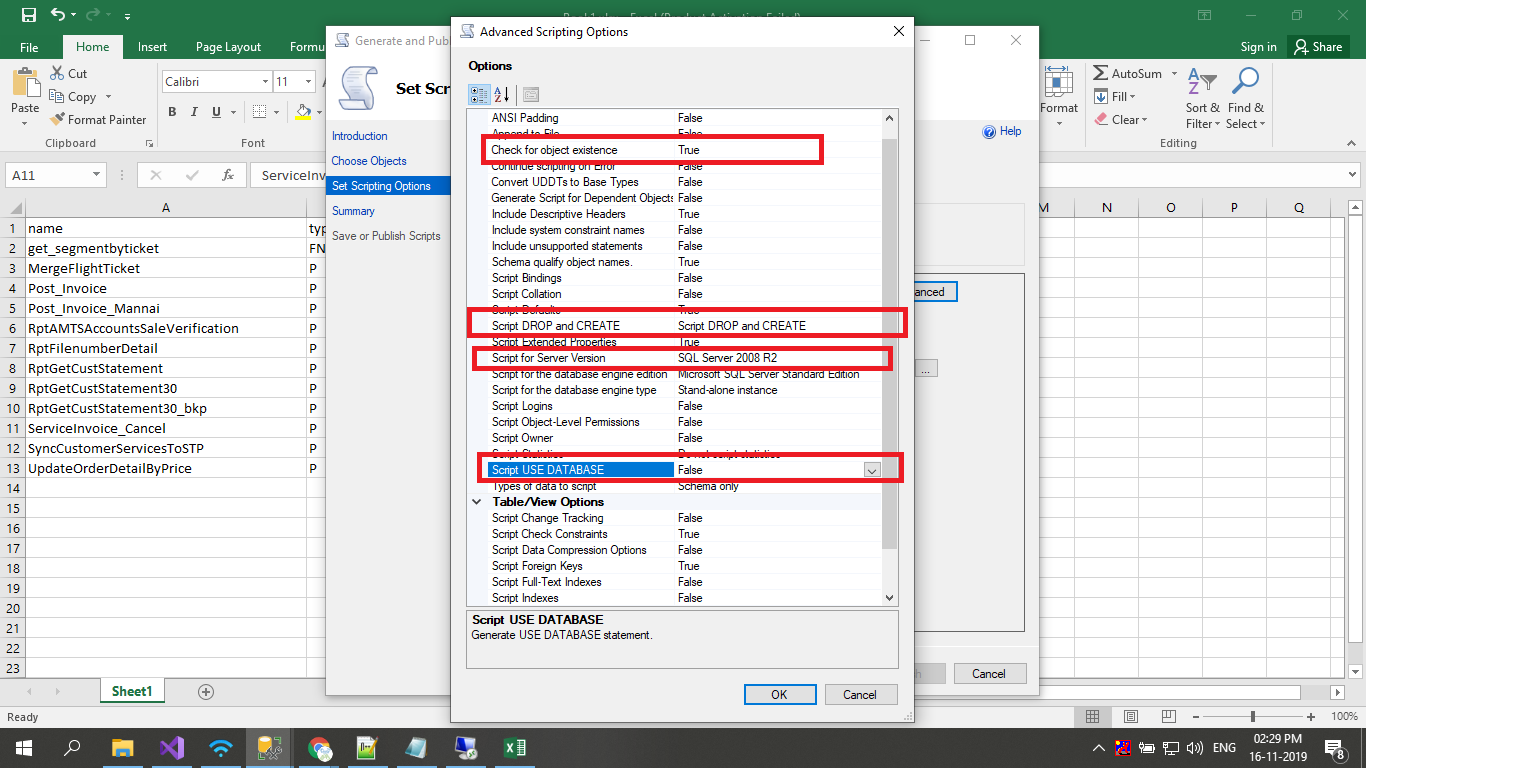 Sign in
Share
File
Home
Insert
Page Layout
Formu
Paste
Cut
Copy
Format Painter
Clipboard
Calibri
11
B I U
Font
Format
AutoSum
Fill
Clear
Sort & Filter
Find & Select
Editing
A11
fx
ServiceInv
A
M N O P Q
1 name typ
2 get_segmentbyticket FN
3 MergeFlightTicket P
4 Post_Invoice P
5 Post_Invoice_Mannai P
6 RptAMTSAccountsSaleVerification P
7 RptFilenumberDetail P
8 RptGetCustStatement P
9 RptGetCustStatement30 P
10 RptGetCustStatement30_bkp P
11 ServiceInvoice_Cancel P
12 SyncCustomerServicesToSTP P
13 UpdateOrderDetailByPrice P
14
15
16
17
18
19
20
21
22
23
Sheet1
Ready
100%
Generate and Publ
Set Scr
Introduction
Choose Objects
Set Scripting Options
Summary
Save or Publish Scripts
Help
anced
...
Cancel
Advanced Scripting Options
Options
ANSI Padding False
Append to File False
Check for object existence True
Continue scripting on Error False
Convert UDDTs to Base Types False
Generate Script for Dependent Objects False
Include Descriptive Headers True
Include system constraint names False
Include unsupported statements False
Schema qualify object names. True
Script Bindings False
Script Collation False
Script Defaults True
Script DROP and CREATE Script DROP and CREATE
Script Extended Properties True
Script for Server Version SQL Server 2008 R2
Script for the database engine edition Microsoft SQL Server Standard Edition
Script for the database engine type Stand-alone instance
Script Logins False
Script Object-Level Permissions False
Script Owner False
Script Statistics Do not script statistics
Script USE DATABASE False
Types of data to script Schema only
Table/View Options
Script Change Tracking False
Script Check Constraints True
Script Data Compression Options False
Script Foreign Keys True
Script Full-Text Indexes False
Script Indexes False
Script USE DATABASE
Generate USE DATABASE statement.
OK
Cancel
ENG
02:29 PM
16-11-2019
8